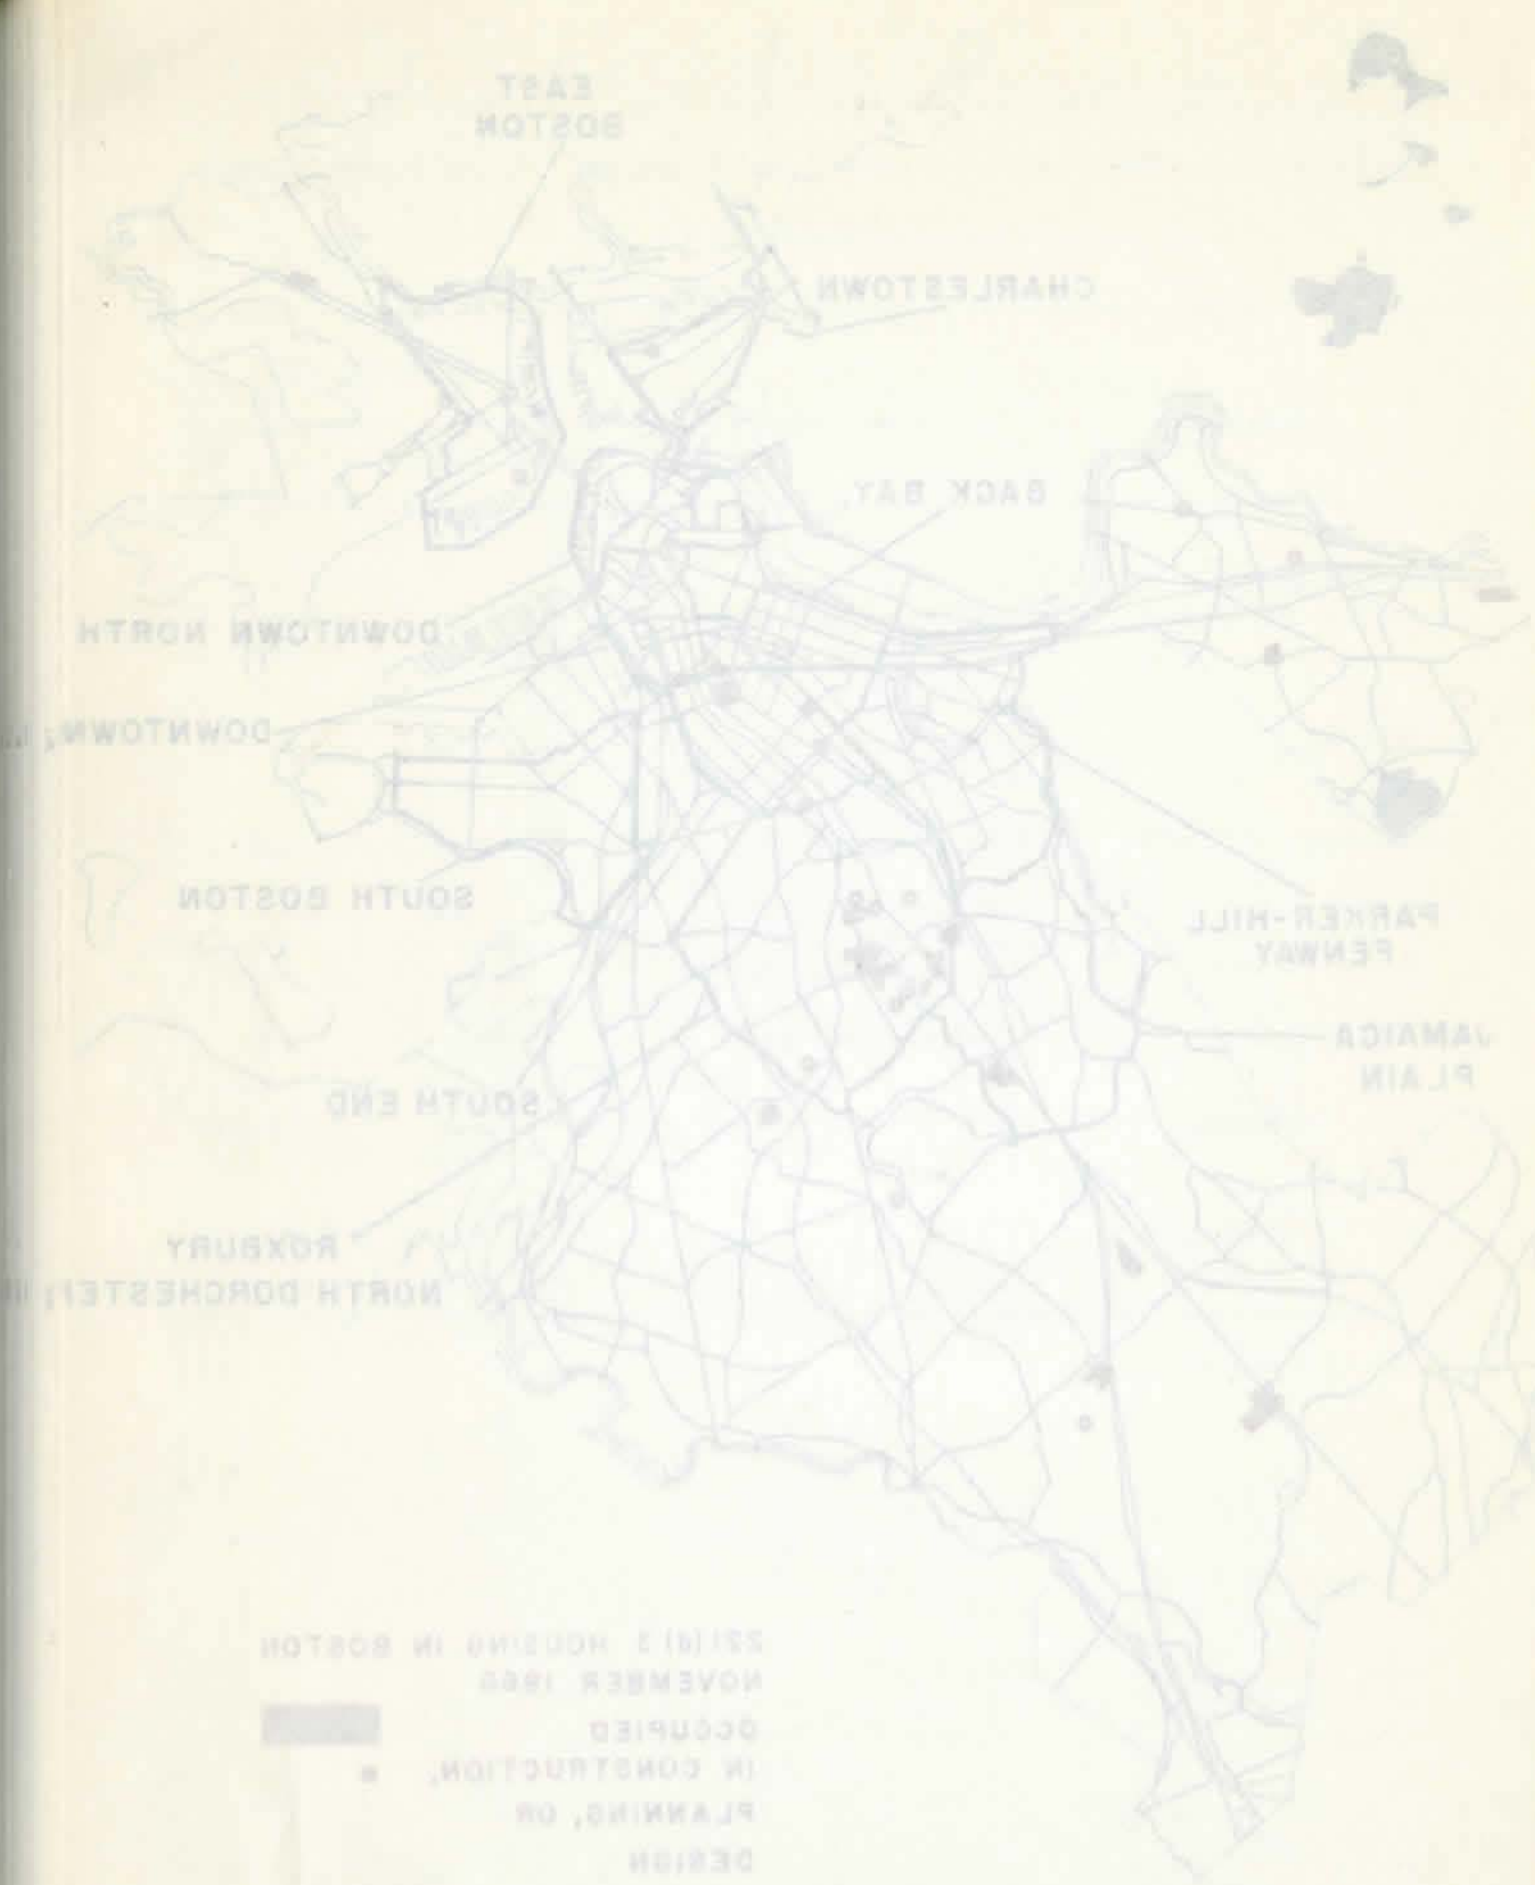 EAST
BOSTON
CHARLESTOWN
BACK BAY
DOWNTOWN NORTH
DOWNTOWN;
SOUTH BOSTON
PARKER-HILL
FENWAY
JAMAICA
PLAIN
SOUTH END
ROXBURY
NORTH DORCHESTER;
221(d) 3 HOUSING IN BOSTON
NOVEMBER 1966
OCCUPIED
IN CONSTRUCTION,
PLANNING, OR
DESIGN